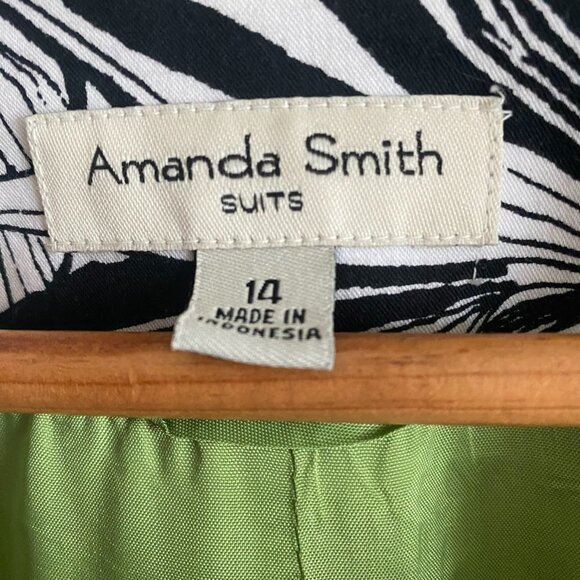 Amanda Smith
SUITS
14
MADE IN
INDONESIA